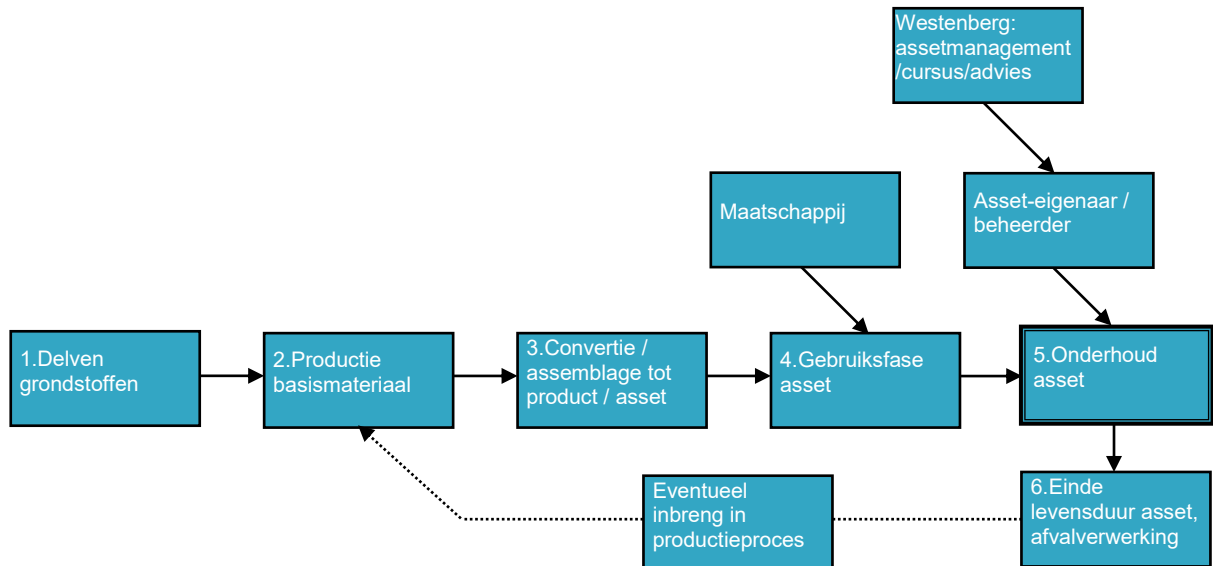 Westenberg:
assetmanagement
/cursus/advies
Maatschappij
Asset-eigenaar /
beheerder
1.Delven
grondstoffen
2.Productie
basismateriaal
3.Convertie /
assemblage tot
product / asset
4.Gebruiksfase
asset
5.Onderhoud
asset
Eventueel
inbreng in
productieproces
6.Einde
levensduur asset,
afvalverwerking